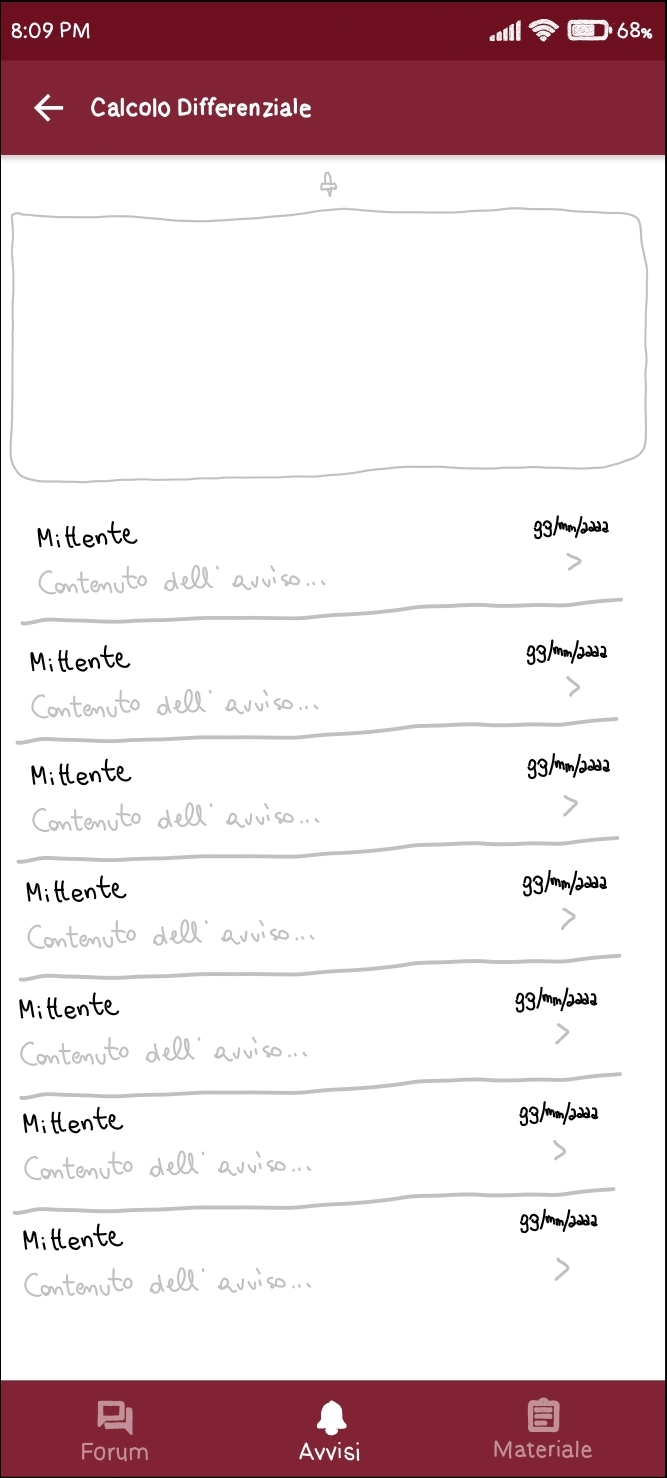 8:09 PM 68%
Calcolo Differenziale
Mittente gg/mm/aaaa
Contenuto dell'avviso... >
Mittente gg/mm/aaaa
Contenuto dell'avviso... >
Mittente gg/mm/aaaa
Contenuto dell'avviso... >
Mittente gg/mm/aaaa
Contenuto dell'avviso... >
Mittente gg/mm/aaaa
Contenuto dell'avviso... >
Mittente gg/mm/aaaa
Contenuto dell'avviso... >
Mittente gg/mm/aaaa
Contenuto dell'avviso... >
Forum Avvisi Materiale